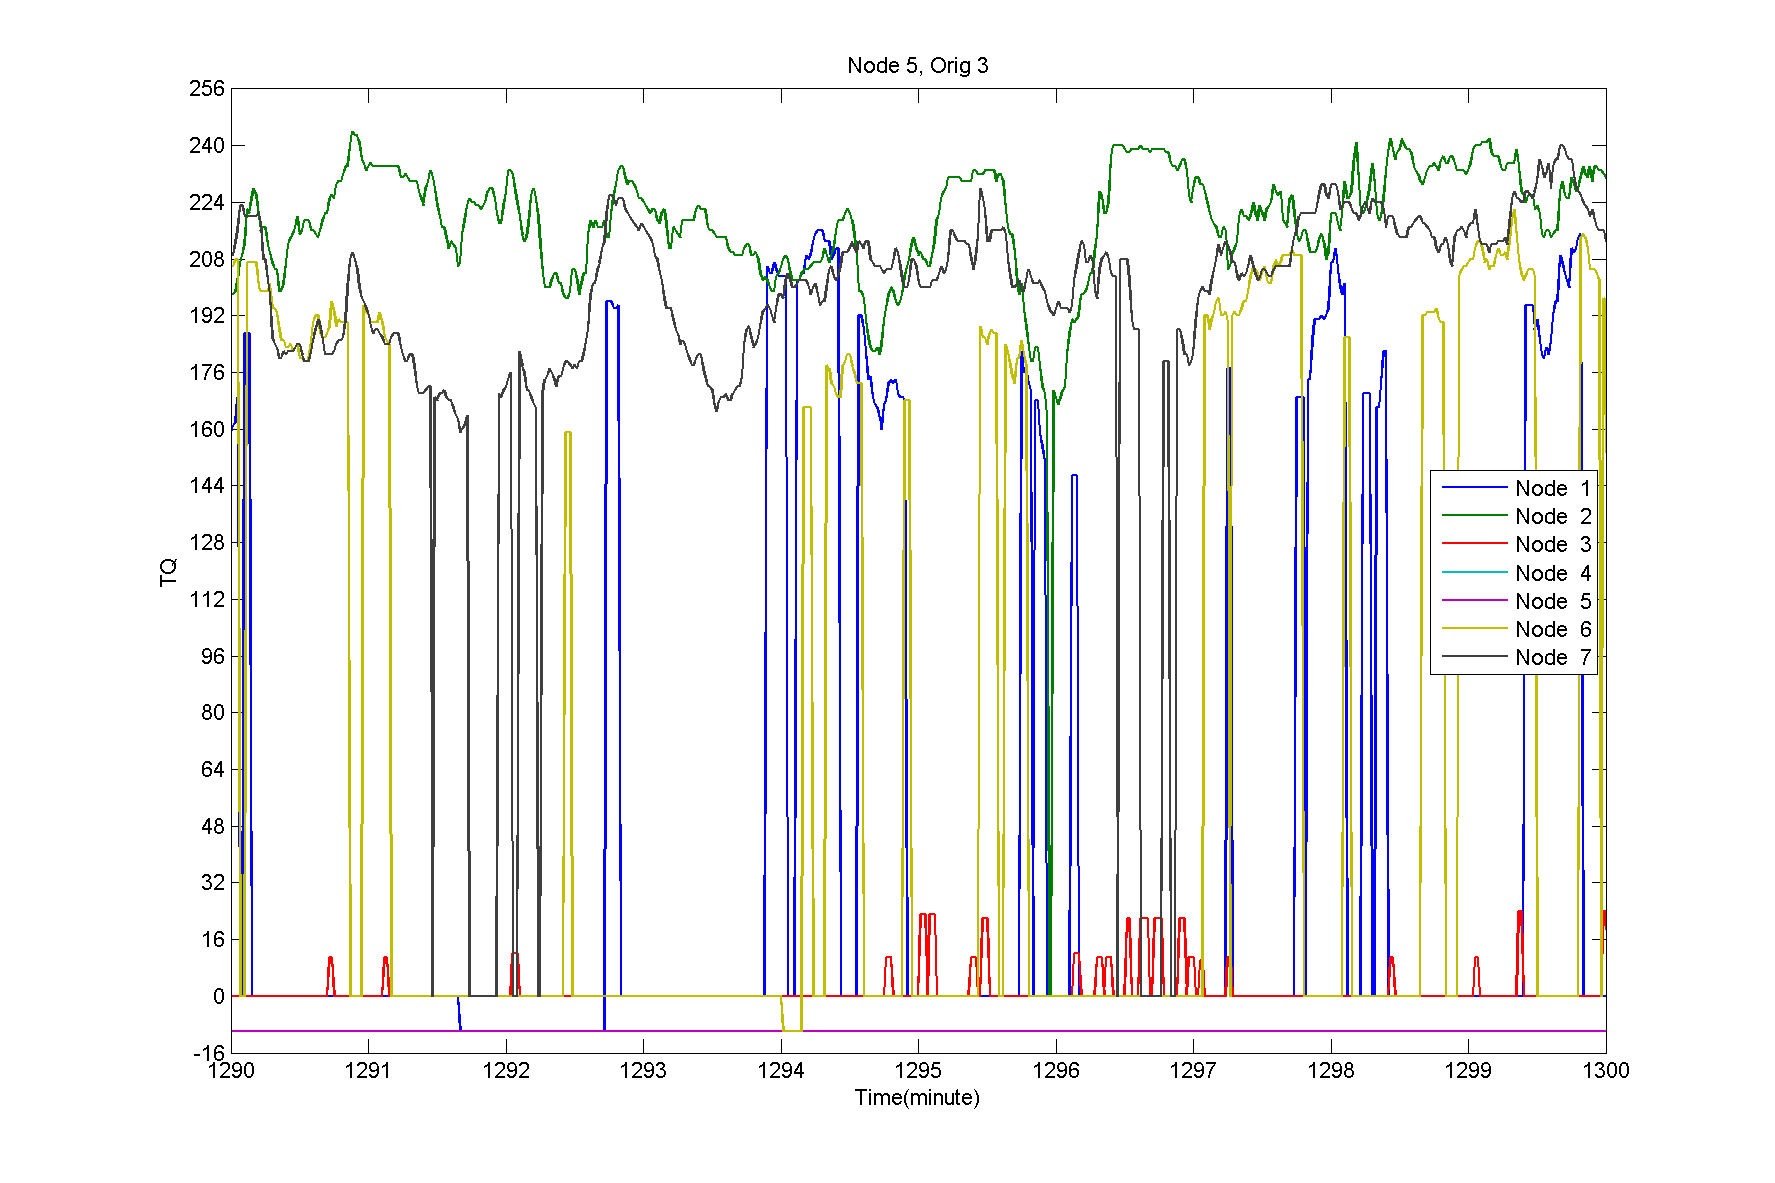 Node 5, Orig 3
256
240
224
208
192
176
160
144
128
112
96
80
64
48
32
16
0
-16
TQ
Node 1
Node 2
Node 3
Node 4
Node 5
Node 6
Node 7
1290 1291 1292 1293 1294 1295 1296 1297 1298 1299 1300
Time(minute)